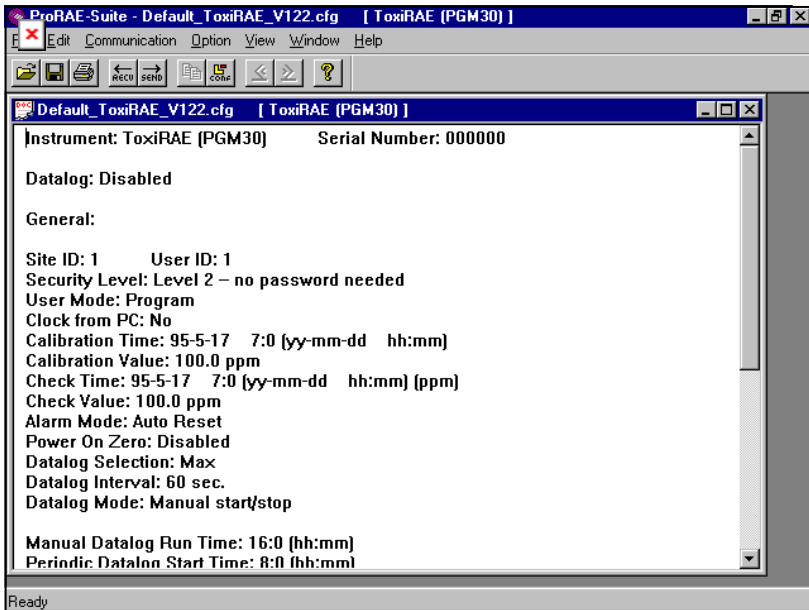 ProRAE-Suite - Default_ToxiRAE_V122.cfg [ ToxiRAE (PGM30) ]
Edit Communication Option View Window Help
RECV SEND CONF
DOC Default_ToxiRAE_V122.cfg [ ToxiRAE (PGM30) ]
Instrument: ToxiRAE (PGM30) Serial Number: 000000
Datalog: Disabled
General:
Site ID: 1 User ID: 1
Security Level: Level 2 – no password needed
User Mode: Program
Clock from PC: No
Calibration Time: 95-5-17 7:0 (yy-mm-dd hh:mm)
Calibration Value: 100.0 ppm
Check Time: 95-5-17 7:0 (yy-mm-dd hh:mm) (ppm)
Check Value: 100.0 ppm
Alarm Mode: Auto Reset
Power On Zero: Disabled
Datalog Selection: Max
Datalog Interval: 60 sec.
Datalog Mode: Manual start/stop
Manual Datalog Run Time: 16:0 (hh:mm)
Periodic Datalog Start Time: 8:0 (hh:mm)
Ready